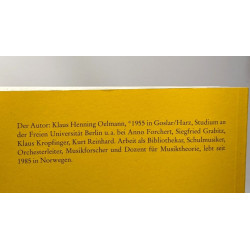 Der Autor: Klaus Henning Oelmann, *1955 in Goslar/Harz, Studium an
der Freien Universität Berlin u.a. bei Arno Forchert, Siegfried Grabitz,
Klaus Kropfinger, Kurt Reinhard. Arbeit als Bibliothekar, Schulmusiker,
Orchesterleiter, Musikforscher und Dozent für Musiktheorie, lebt seit
1985 in Norwegen.